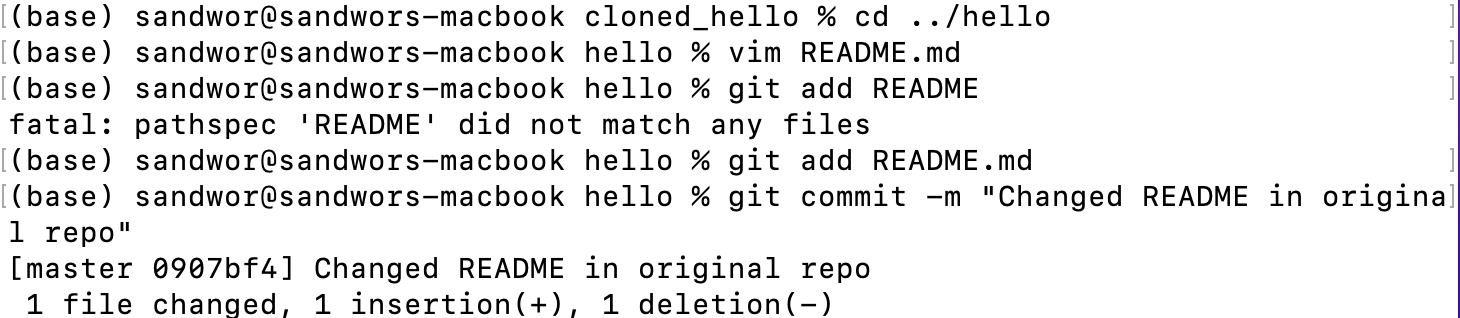 [(base) sandwor@sandwors-macbook cloned_hello % cd ../hello ]
[(base) sandwor@sandwors-macbook hello % vim README.md ]
[(base) sandwor@sandwors-macbook hello % git add README ]
fatal: pathspec 'README' did not match any files
[(base) sandwor@sandwors-macbook hello % git add README.md ]
[(base) sandwor@sandwors-macbook hello % git commit -m "Changed README in origina]
l repo"
[master 0907bf4] Changed README in original repo
 1 file changed, 1 insertion(+), 1 deletion(-)